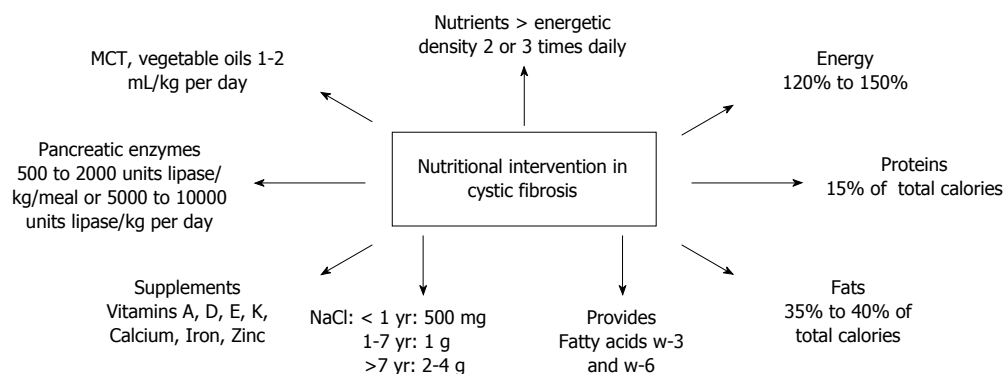 Nutrients > energetic
density 2 or 3 times daily
MCT, vegetable oils 1-2
mL/kg per day
Energy
120% to 150%
Pancreatic enzymes
500 to 2000 units lipase/
kg/meal or 5000 to 10000
units lipase/kg per day
Nutritional intervention in
cystic fibrosis
Proteins
15% of total calories
Supplements
Vitamins A, D, E, K,
Calcium, Iron, Zinc
NaCl: < 1 yr: 500 mg
1-7 yr: 1 g
>7 yr: 2-4 g
Provides
Fatty acids w-3
and w-6
Fats
35% to 40% of
total calories